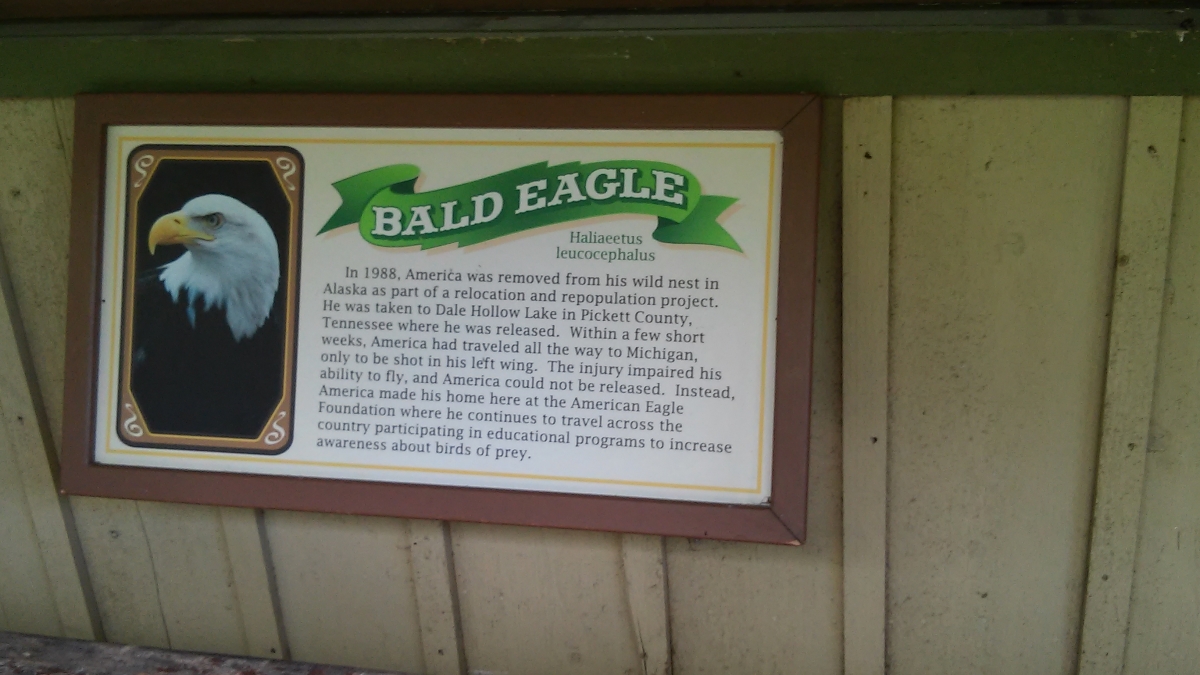 BALD EAGLE
Haliaeetus
leucocephalus
In 1988, America was removed from his wild nest in
Alaska as part of a relocation and repopulation project.
He was taken to Dale Hollow Lake in Pickett County,
Tennessee where he was released. Within a few short
weeks, America had traveled all the way to Michigan,
only to be shot in his left wing. The injury impaired his
ability to fly, and America could not be released. Instead,
America made his home here at the American Eagle
Foundation where he continues to travel across the
country participating in educational programs to increase
awareness about birds of prey.